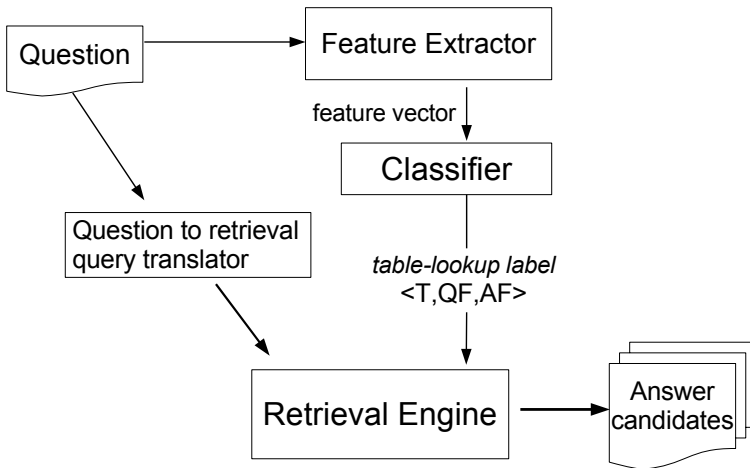 Question
Feature Extractor
feature vector
Classifier
Question to retrieval
query translator
table-lookup label
<T,QF,AF>
Retrieval Engine
Answer
candidates